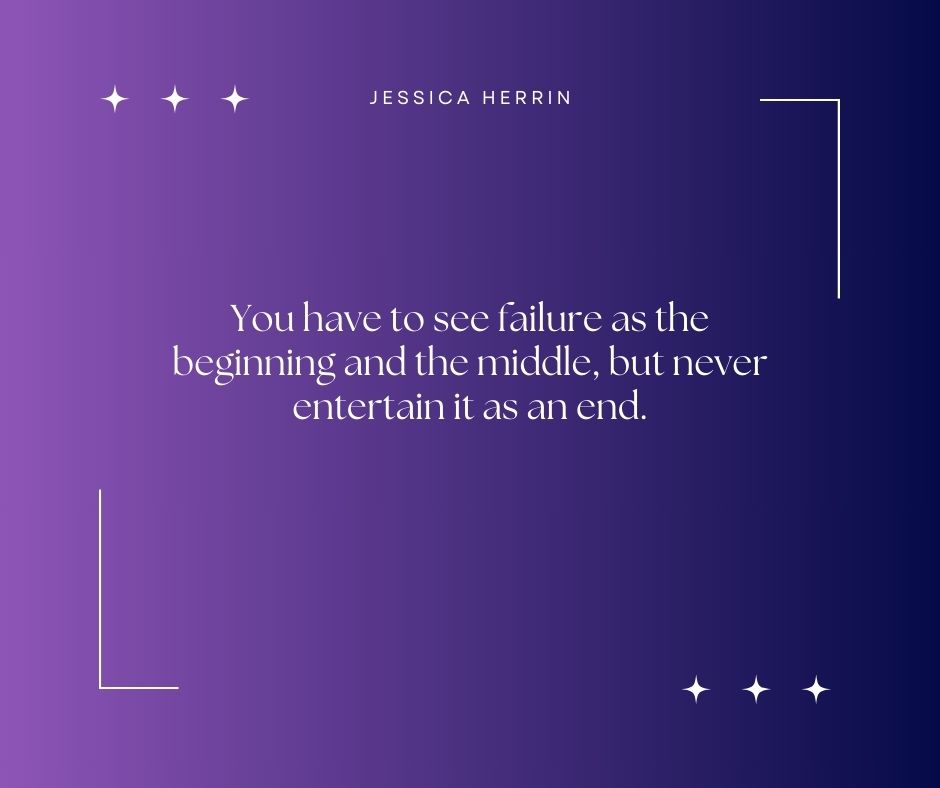 JESSICA HERRIN
You have to see failure as the
beginning and the middle, but never
entertain it as an end.